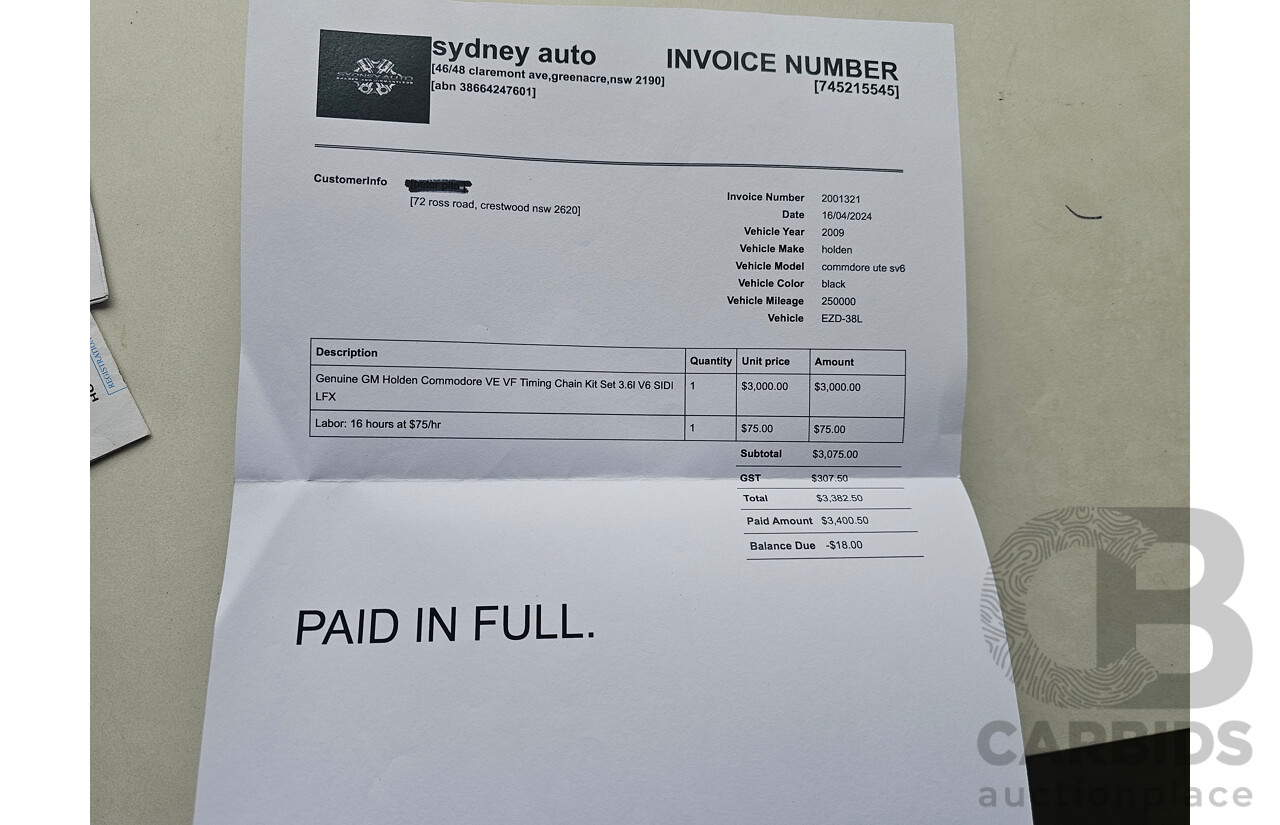 SYDNEY AUTO
sydney auto
[46/48 claremont ave,greenacre,nsw 2190]
[abn 38664247601]
INVOICE NUMBER
[745215545]
CustomerInfo
[72 ross road, crestwood nsw 2620]
Invoice Number 2001321
Date 16/04/2024
Vehicle Year 2009
Vehicle Make holden
Vehicle Model commdore ute sv6
Vehicle Color black
Vehicle Mileage 250000
Vehicle EZD-38L
Description Quantity Unit price Amount
Genuine GM Holden Commodore VE VF Timing Chain Kit Set 3.6l V6 SIDI 1 $3,000.00 $3,000.00
LFX
Labor: 16 hours at $75/hr 1 $75.00 $75.00
Subtotal $3,075.00
GST $307.50
Total $3,382.50
Paid Amount $3,400.50
Balance Due -$18.00
PAID IN FULL.
CB
CARBIDS
auctionplace